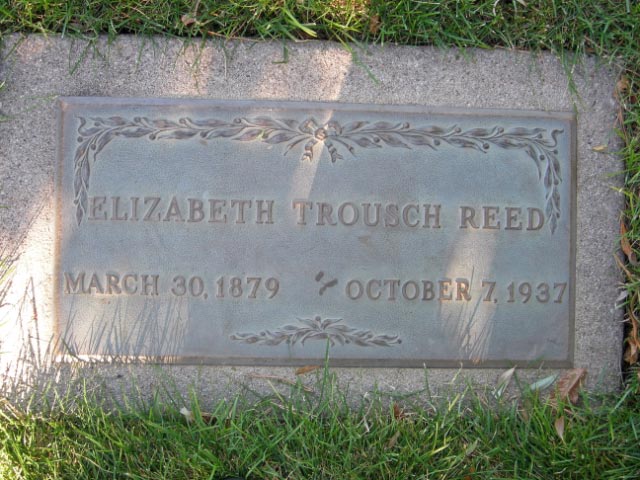 ELIZABETH TROUSCH REED
MARCH 30, 1879 – OCTOBER 7, 1937